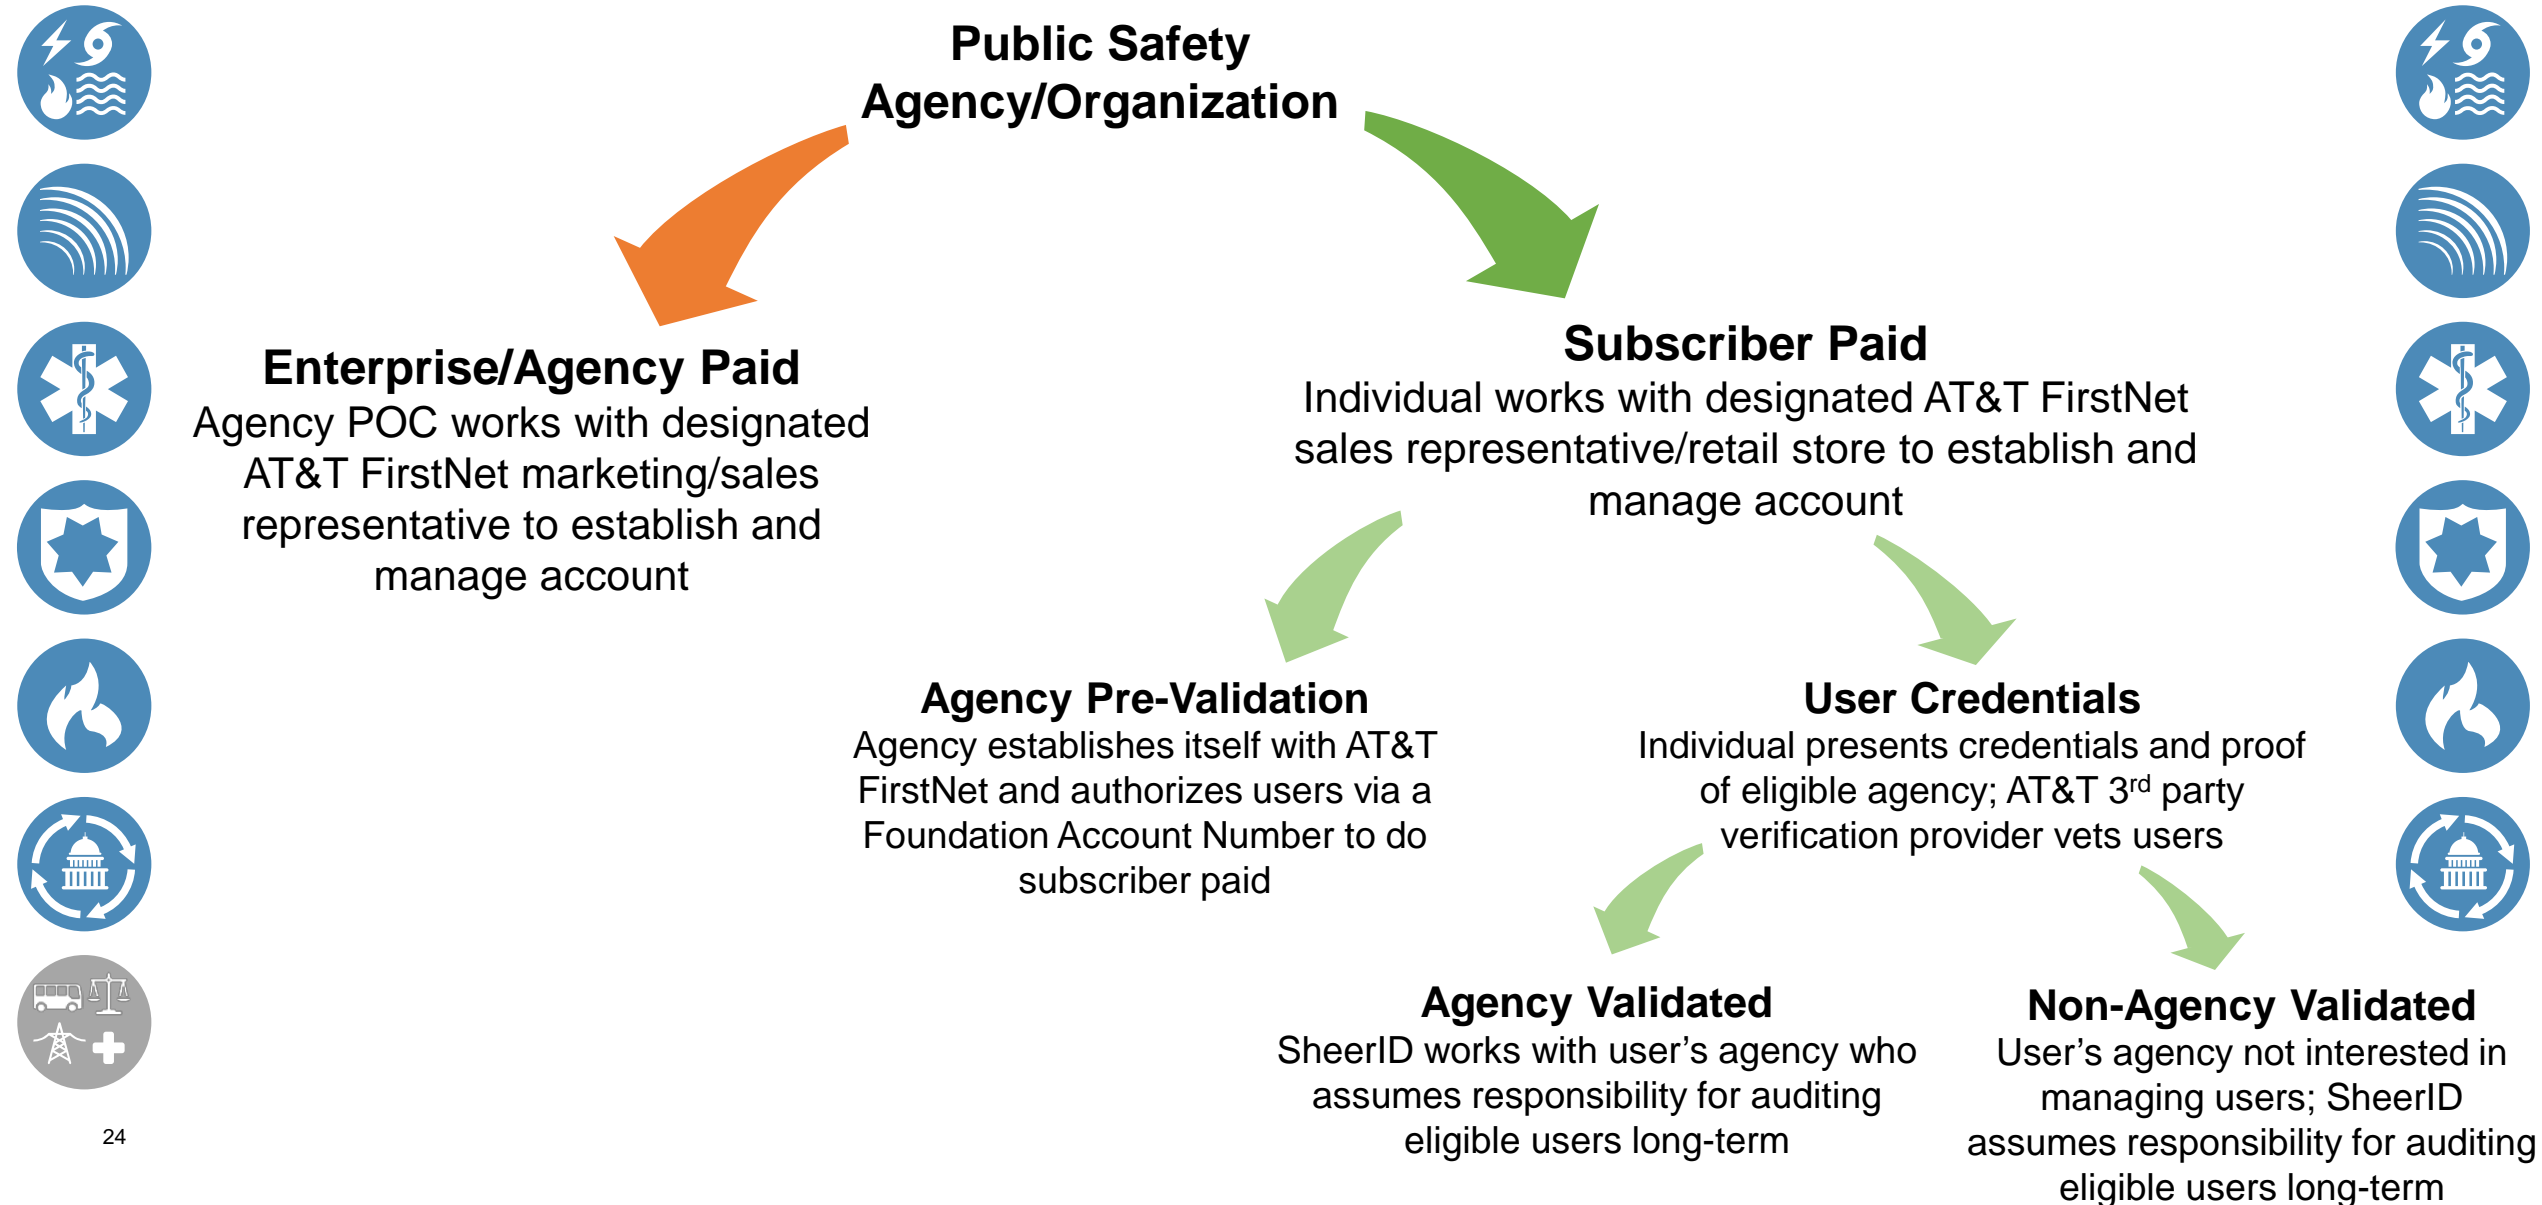 Public Safety
Agency/Organization
Enterprise/Agency Paid
Agency POC works with designated
AT&T FirstNet marketing/sales
representative to establish and
manage account
Subscriber Paid
Individual works with designated AT&T FirstNet
sales representative/retail store to establish and
manage account
Agency Pre-Validation
Agency establishes itself with AT&T
FirstNet and authorizes users via a
Foundation Account Number to do
subscriber paid
User Credentials
Individual presents credentials and proof
of eligible agency; AT&T 3rd party
verification provider vets users
Agency Validated
SheerID works with user’s agency who
assumes responsibility for auditing
eligible users long-term
Non-Agency Validated
User’s agency not interested in
managing users; SheerID
assumes responsibility for auditing
eligible users long-term
24